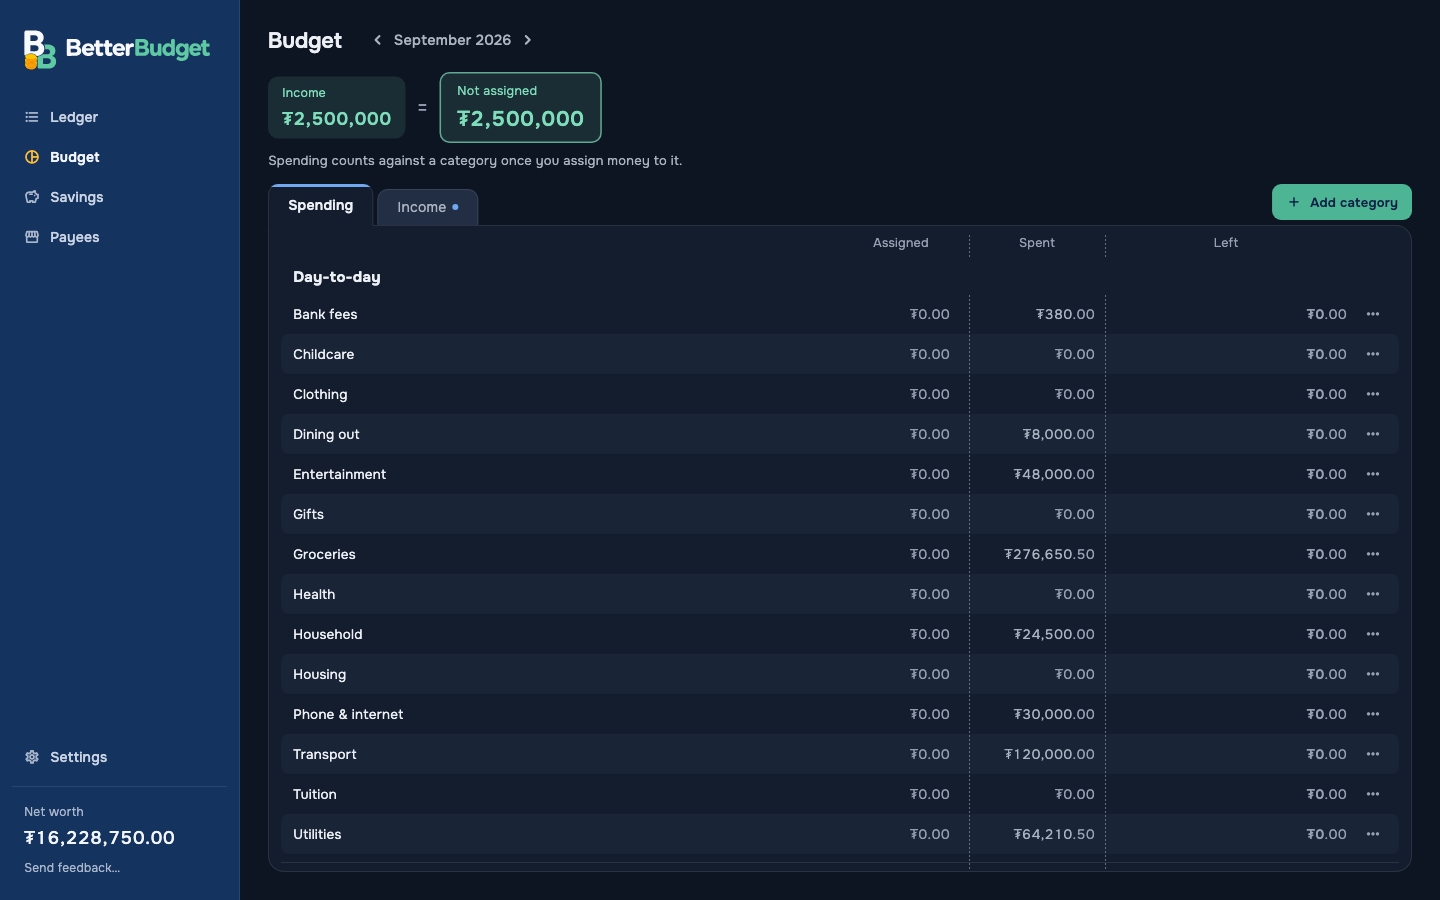 BetterBudget
Ledger
Budget
Savings
Payees
Settings
Net worth
₮16,228,750.00
Send feedback...
Budget
September 2026
Income
₮2,500,000
=
Not assigned
₮2,500,000
Spending counts against a category once you assign money to it.
Spending
Income
+ Add category
Assigned Spent Left
Day-to-day
Bank fees ₮0.00 ₮380.00 ₮0.00
Childcare ₮0.00 ₮0.00 ₮0.00
Clothing ₮0.00 ₮0.00 ₮0.00
Dining out ₮0.00 ₮8,000.00 ₮0.00
Entertainment ₮0.00 ₮48,000.00 ₮0.00
Gifts ₮0.00 ₮0.00 ₮0.00
Groceries ₮0.00 ₮276,650.50 ₮0.00
Health ₮0.00 ₮0.00 ₮0.00
Household ₮0.00 ₮24,500.00 ₮0.00
Housing ₮0.00 ₮0.00 ₮0.00
Phone & internet ₮0.00 ₮30,000.00 ₮0.00
Transport ₮0.00 ₮120,000.00 ₮0.00
Tuition ₮0.00 ₮0.00 ₮0.00
Utilities ₮0.00 ₮64,210.50 ₮0.00